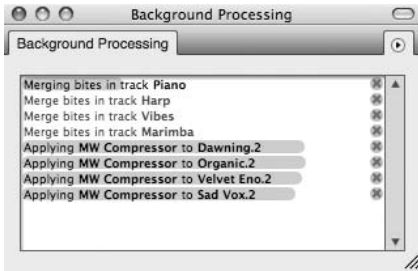 Background Processing
Background Processing
Merging bites in track Piano
Merge bites in track Harp
Merge bites in track Vibes
Merge bites in track Marimba
Applying MW Compressor to Dawning.2
Applying MW Compressor to Organic.2
Applying MW Compressor to Velvet Eno.2
Applying MW Compressor to Sad Vox.2